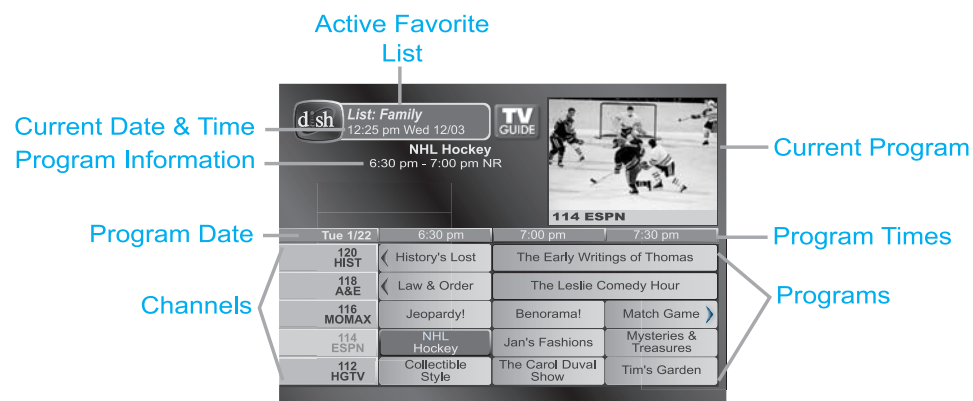 Active Favorite
List
Current Date & Time
Program Information
Program Date
Channels
dish
List: Family
12:25 pm Wed 12/03
TV
GUIDE
NHL Hockey
6:30 pm - 7:00 pm NR
114 ESPN
Current Program
Program Times
Programs
Tue 1/22 6:30 pm 7:00 pm 7:30 pm
120
HIST
History's Lost
The Early Writings of Thomas
118
A&E
Law & Order
The Leslie Comedy Hour
116
MOMAX
Jeopardy!
Benorama!
Match Game
114
ESPN
NHL
Hockey
Jan's Fashions
Mysteries &
Treasures
112
HGTV
Collectible
Style
The Carol Duval
Show
Tim's Garden